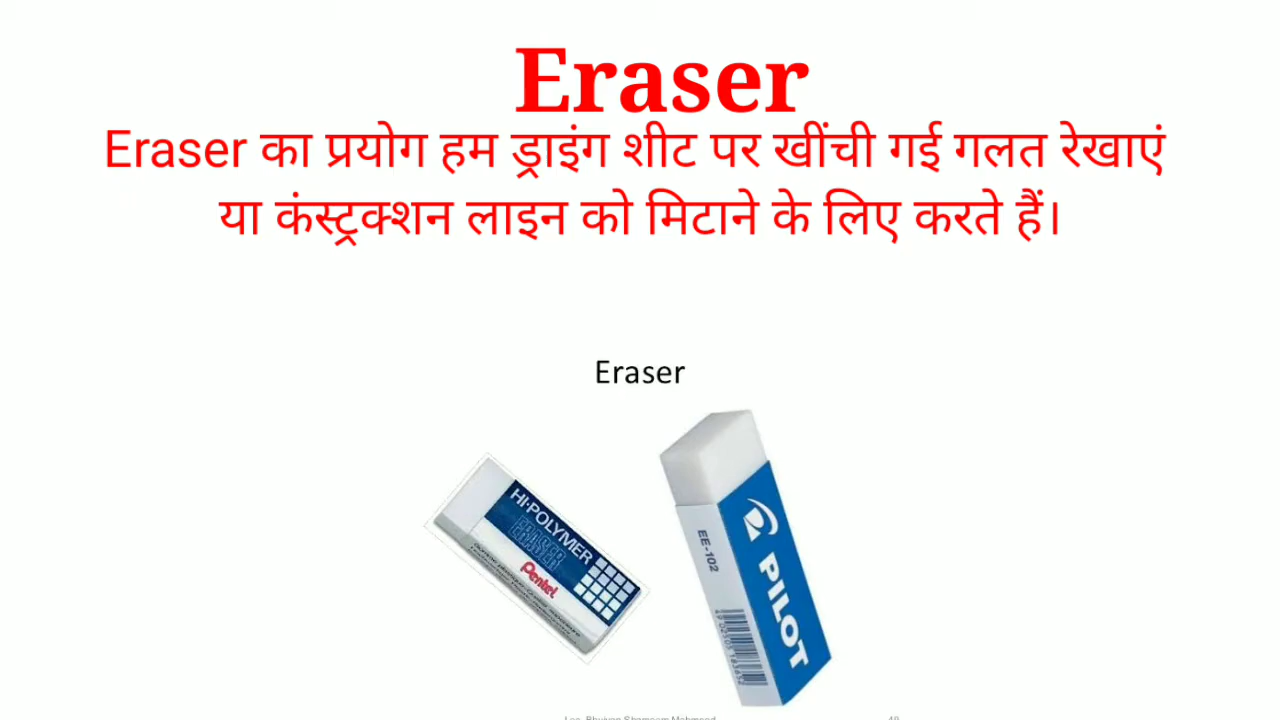 Eraser
Eraser का प्रयोग हम ड्राइंग शीट पर खींची गई गलत रेखाएं
या कंस्ट्रक्शन लाइन को मिटाने के लिए करते हैं।
Eraser
HI-POLYMER
ERASER
Pentel
EE-102
PILOT